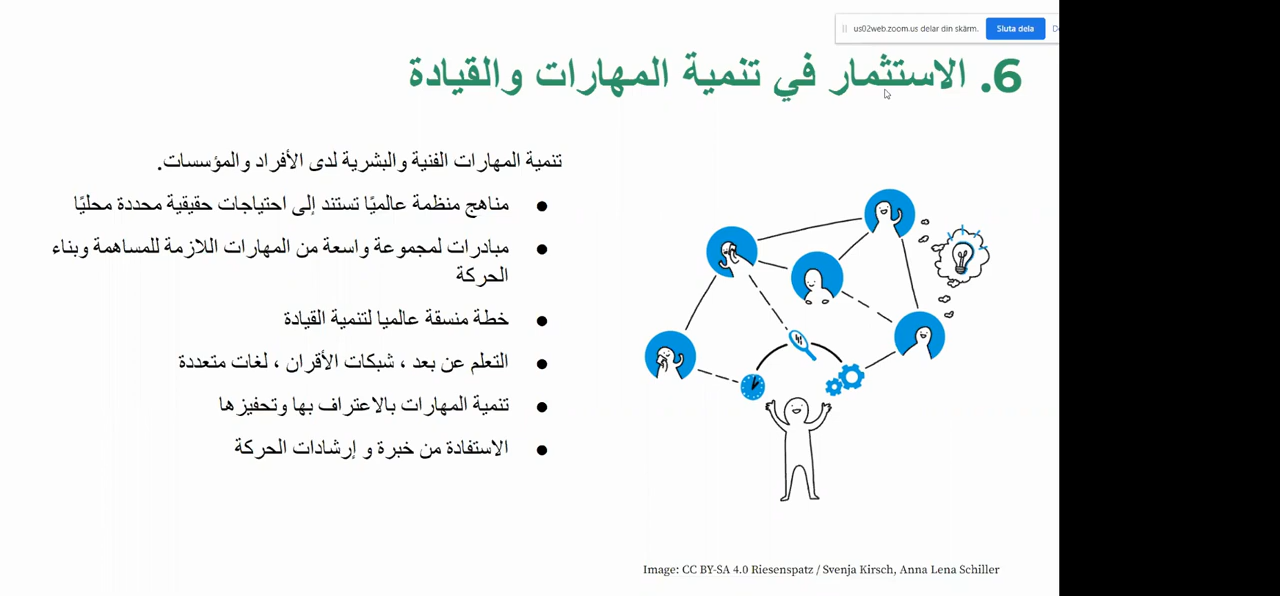 us02web.zoom.us delar din skärm.
Sluta dela
6. الاستثمار في تنمية المهارات والقيادة
تنمية المهارات الفنية والبشرية لدى الأفراد والمؤسسات.
● مناهج منظمة عالميًا تستند إلى احتياجات حقيقية محددة محليًا
● مبادرات لمجموعة واسعة من المهارات اللازمة للمساهمة وبناء
الحركة
● خطة منسقة عالميا لتنمية القيادة
● التعلم عن بعد ، شبكات الأقران ، لغات متعددة
● تنمية المهارات بالاعتراف بها وتحفيزها
● الاستفادة من خبرة و إرشادات الحركة
Image: CC BY-SA 4.0 Riesenspatz / Svenja Kirsch, Anna Lena Schiller